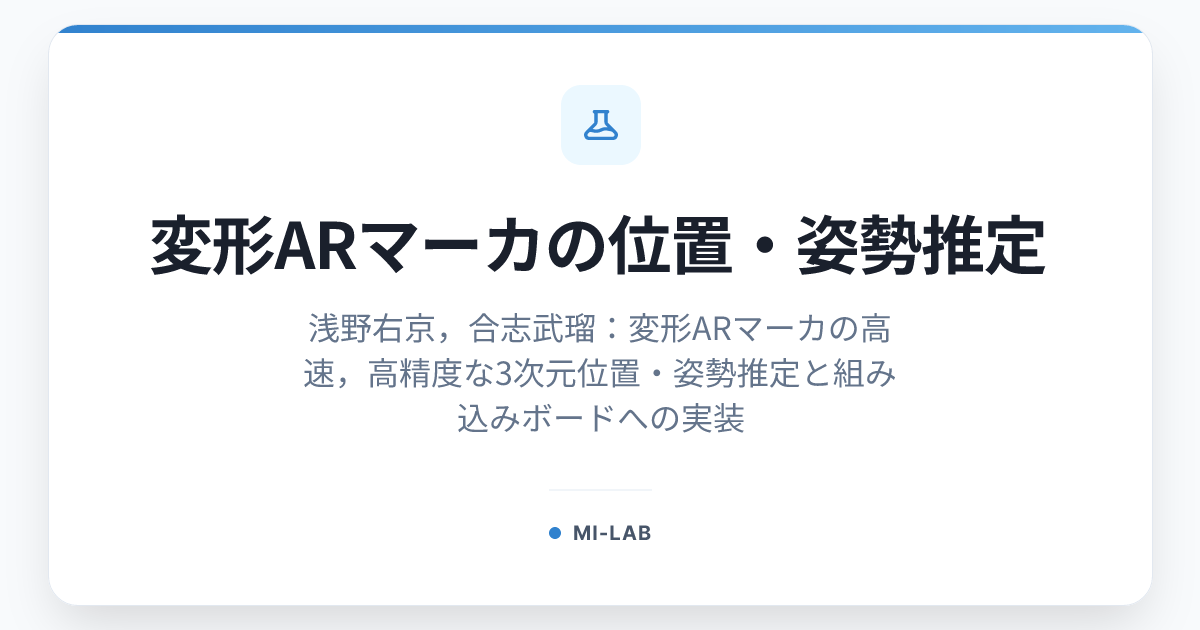 変形ARマーカの位置・姿勢推定
浅野右京，合志武瑠：変形ARマーカの高
速，高精度な3次元位置・姿勢推定と組み
込みボードへの実装
MI-LAB